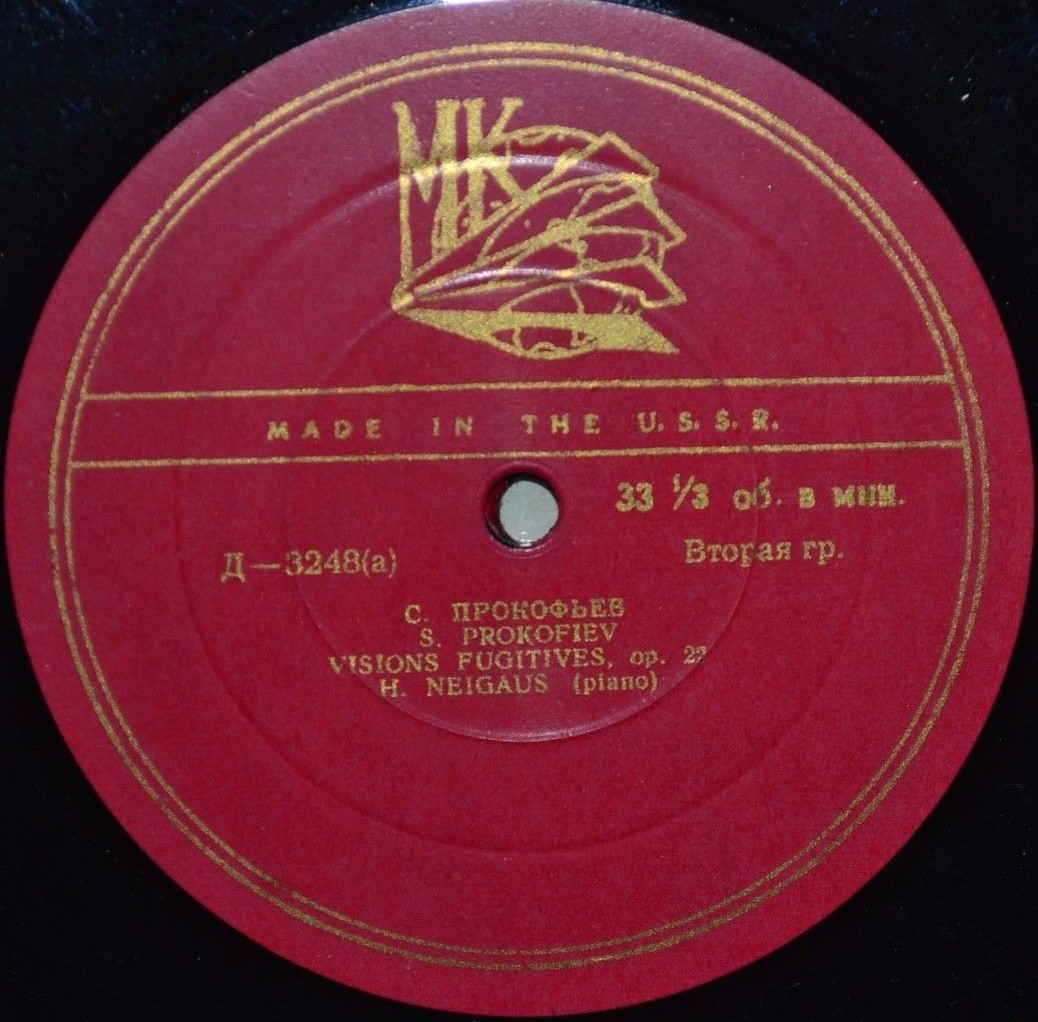 МК
MADE IN THE U.S.S.R.
33 1/3 об. в мин.
Д—3248(а)
Вторая гр.
С. ПРОКОФЬЕВ
S. PROKOFIEV
VISIONS FUGITIVES, op. 22
H. NEIGAUS (piano)